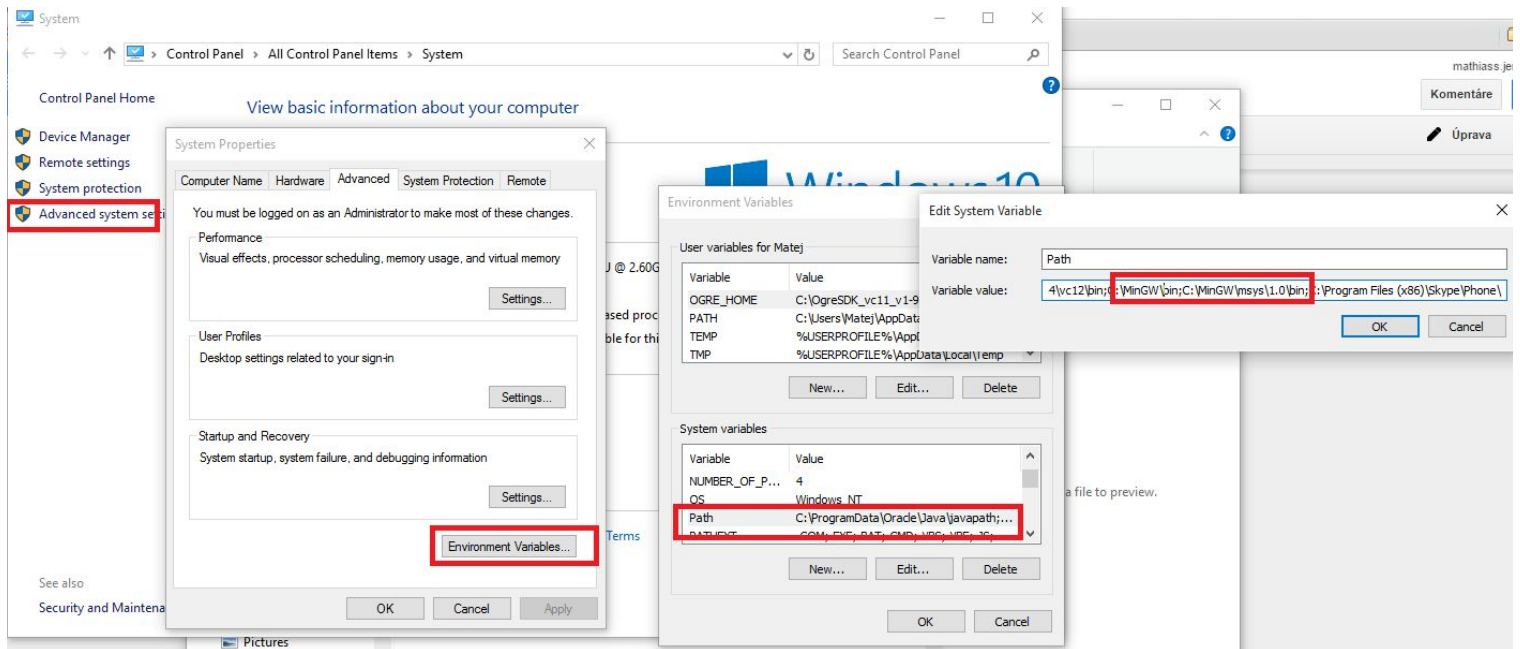 System
Control Panel > All Control Panel Items > System
Search Control Panel
mathiass.je
Control Panel Home
View basic information about your computer
Komentáre
Úprava
Device Manager
Remote settings
System protection
Advanced system
System Properties
Computer Name Hardware Advanced System Protection Remote
You must be logged on as an Administrator to make most of these changes.
Performance
Visual effects, processor scheduling, memory usage, and virtual memory
Settings...
User Profiles
Desktop settings related to your sign-in
Settings...
Startup and Recovery
System startup, system failure, and debugging information
Settings...
Environment Variables...
OK Cancel Apply
Windows 10
@ 2.60G
ased proc
ble for thi
Terms
Environment Variables
User variables for Matej
Variable Value
OGRE_HOME C:\OgreSDK_vc11_v1-9
PATH C:\Users\Matej\AppData
TEMP %USERPROFILE%\App
TMP %USERPROFILE%\AppData\Local\Temp
New... Edit... Delete
System variables
Variable Value
NUMBER_OF_P... 4
OS Windows_NT
Path C:\ProgramData\Oracle\Java\javapath;...
PATHEXT .COM;.EXE;.BAT;.CMD;.VBS;.VBE;.JS;
New... Edit... Delete
OK Cancel
Edit System Variable
Variable name: Path
Variable value: 4\vc12\bin;C:\MinGW\bin;C:\MinGW\msys\1.0\bin;C:\Program Files (x86)\Skype\Phone\
OK Cancel
a file to preview.
See also
Security and Maintena
Pictures